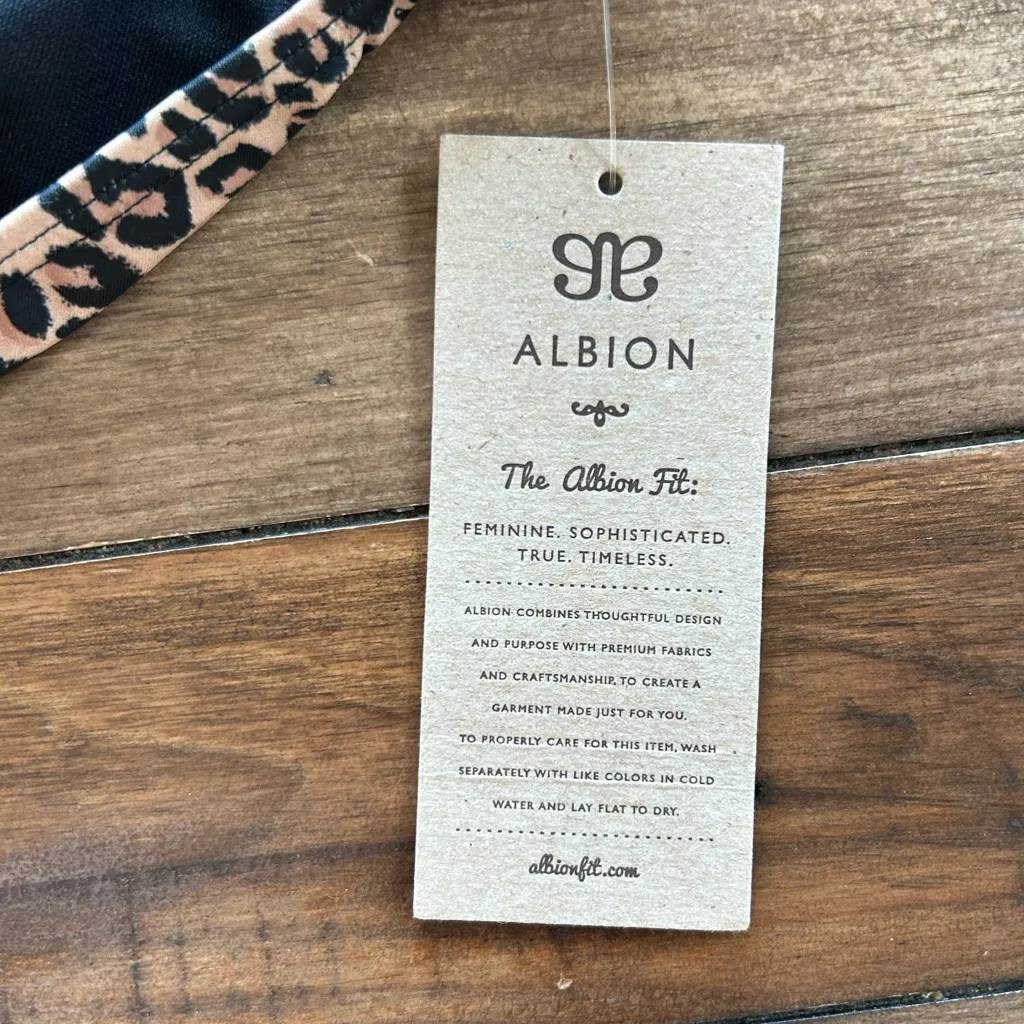 ALBION
The Albion Fit:
FEMININE. SOPHISTICATED.
TRUE. TIMELESS.
ALBION COMBINES THOUGHTFUL DESIGN
AND PURPOSE WITH PREMIUM FABRICS
AND CRAFTSMANSHIP, TO CREATE A
GARMENT MADE JUST FOR YOU.
TO PROPERLY CARE FOR THIS ITEM, WASH
SEPARATELY WITH LIKE COLORS IN COLD
WATER AND LAY FLAT TO DRY.
albionfit.com